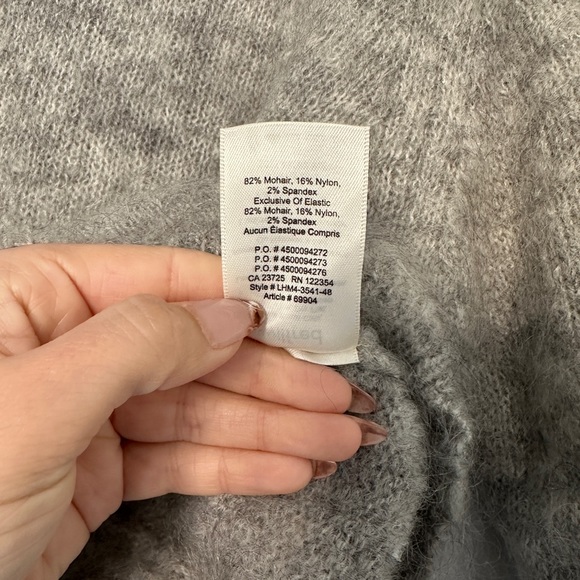 82% Mohair, 16% Nylon,
2% Spandex
Exclusive Of Elastic
82% Mohair, 16% Nylon,
2% Spandex
Aucun Élastique Compris
P.O. # 4500094272
P.O. # 4500094273
P.O. # 4500094276
CA 23725 RN 122354
Style # LHM4-3541-48
Article # 69904